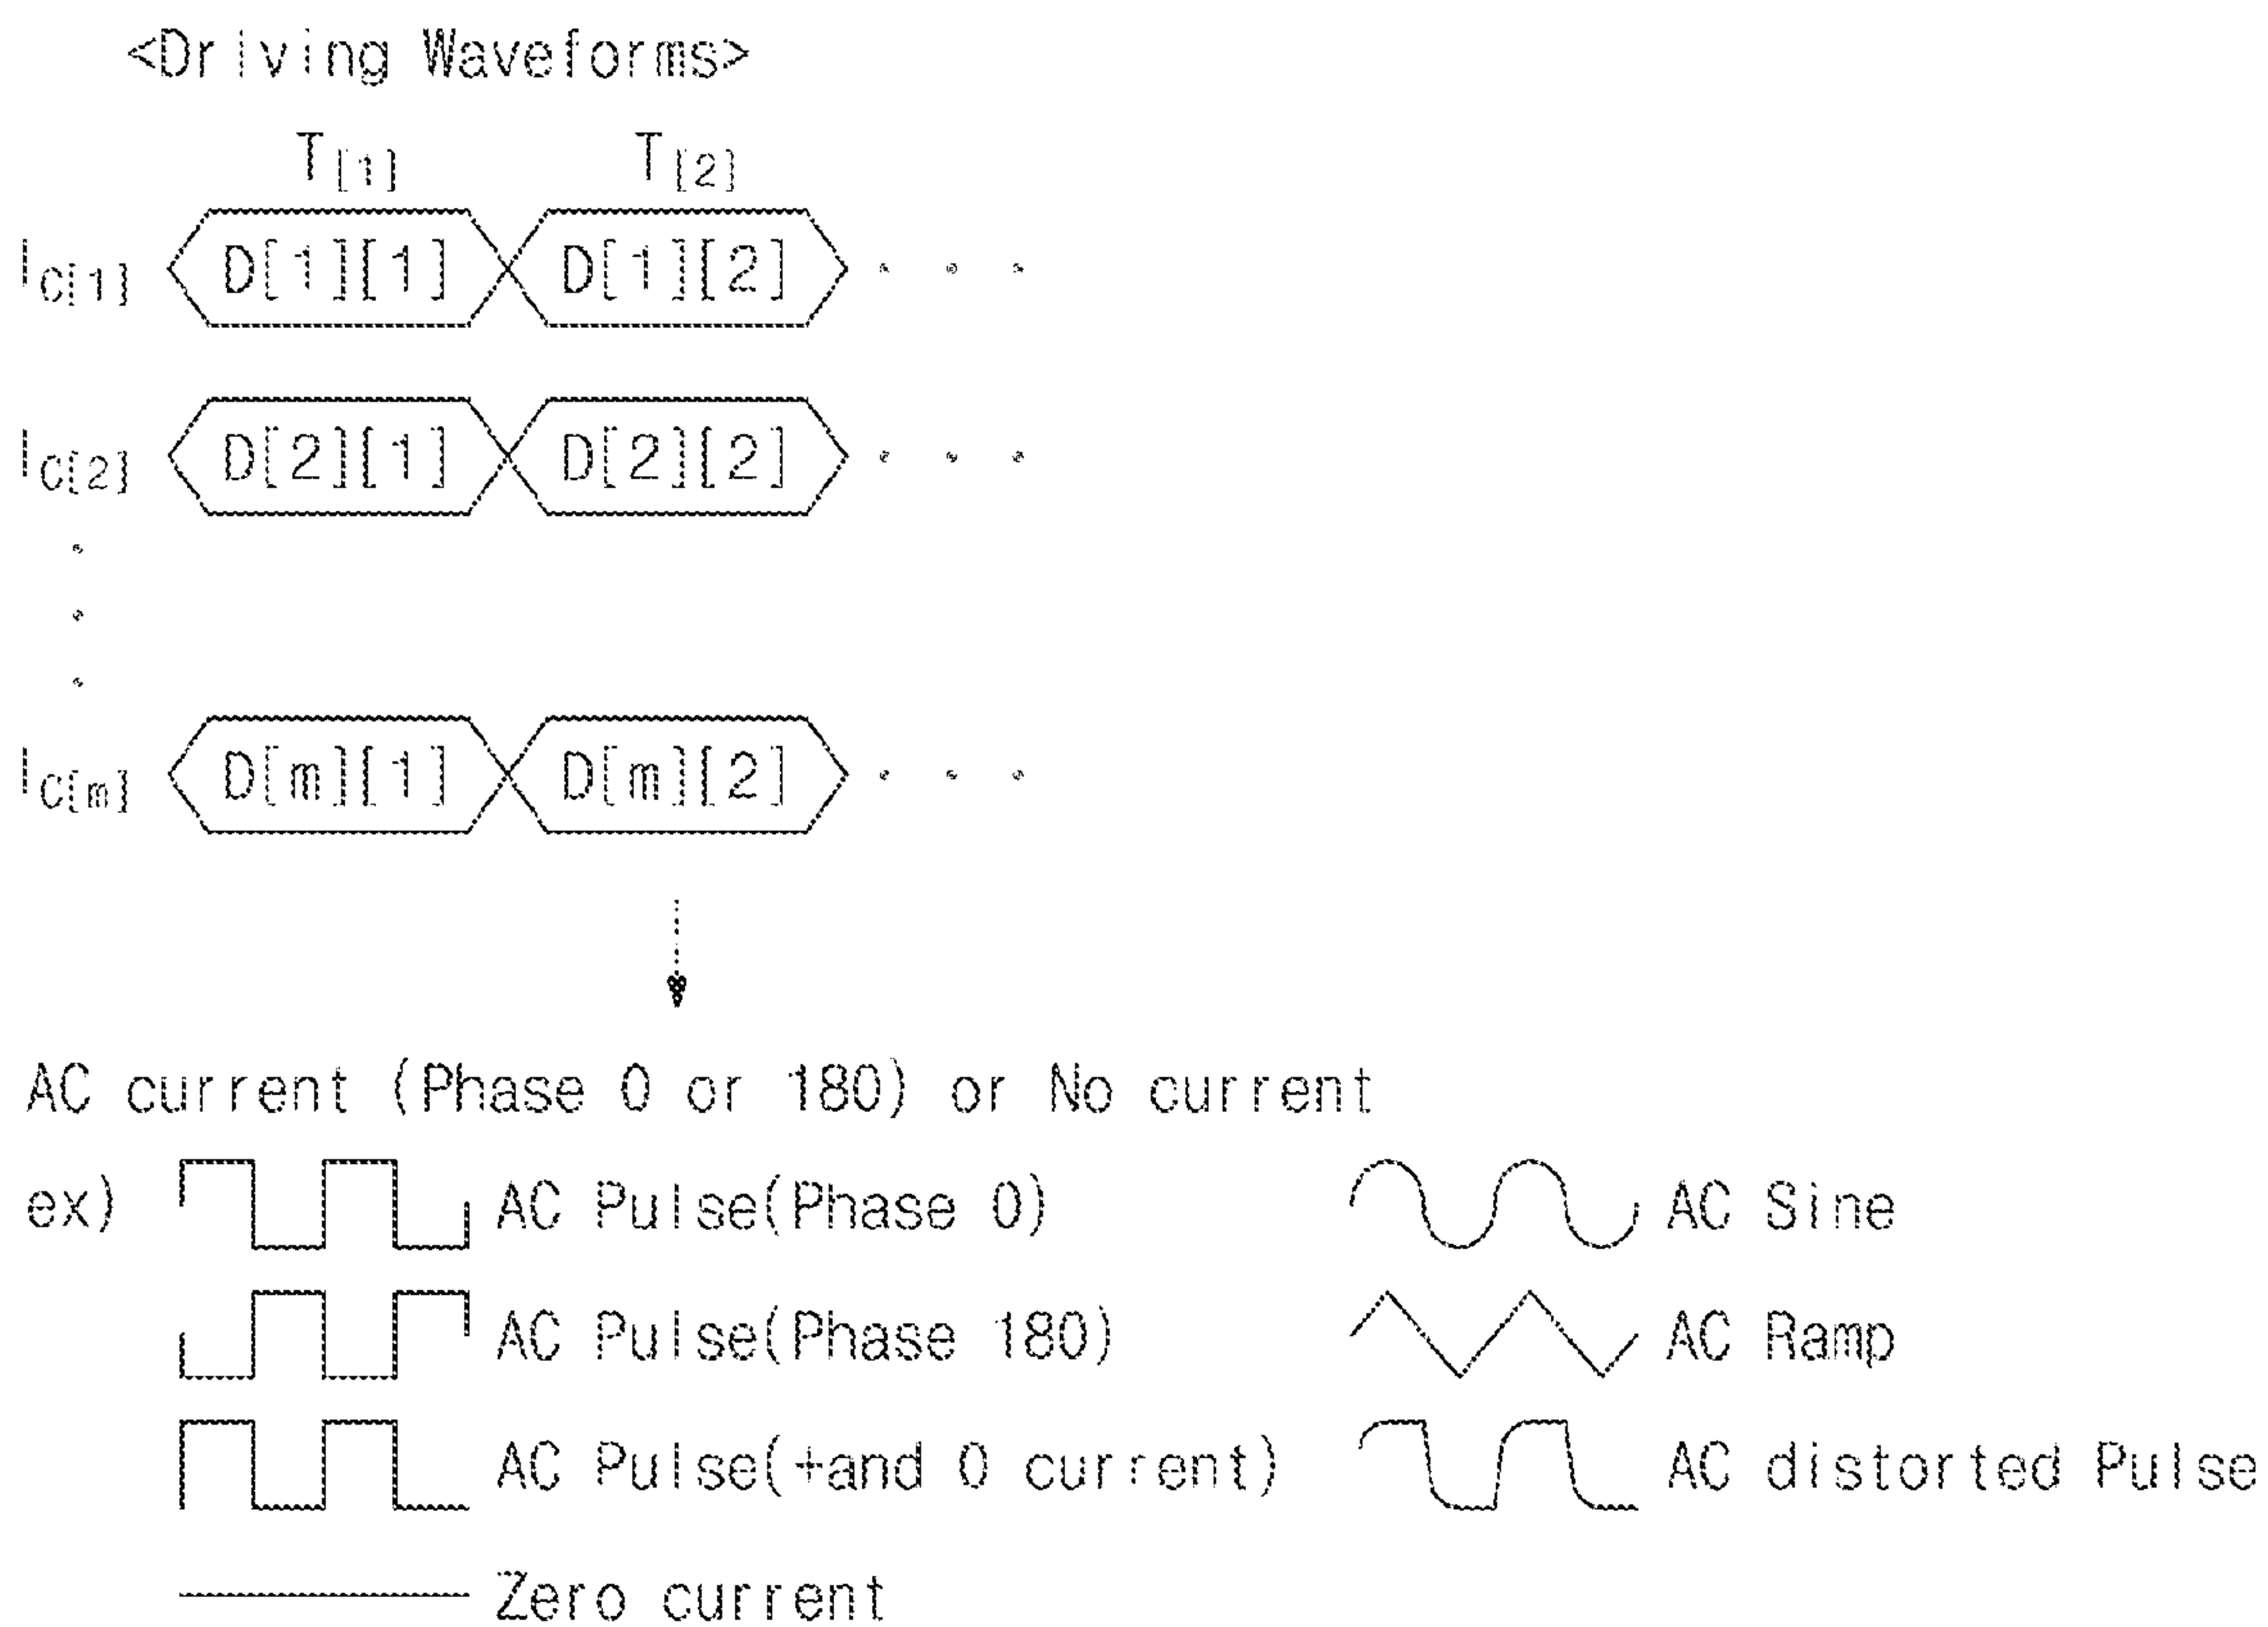 <Driving Waveforms>
T[1] T[2]
IC[1] D[1][1] D[1][2] · · ·
IC[2] D[2][1] D[2][2] · · ·
IC[m] D[m][1] D[m][2] · · ·
AC current (Phase 0 or 180) or No current
ex) AC Pulse(Phase 0) AC Sine
AC Pulse(Phase 180) AC Ramp
AC Pulse(+and 0 current) AC distorted Pulse
Zero current